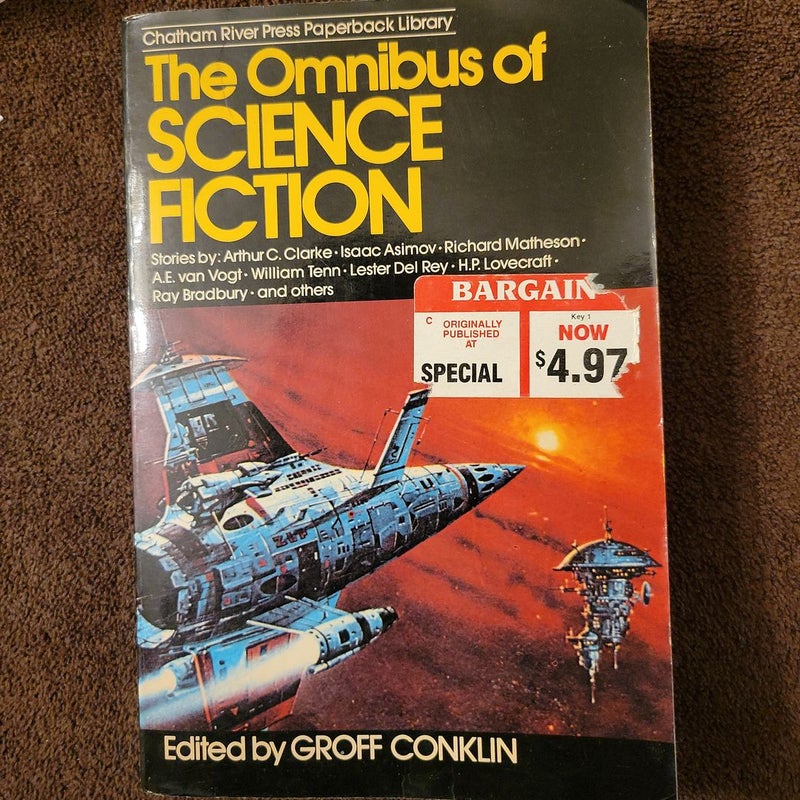 Chatham River Press Paperback Library
The Omnibus of
SCIENCE
FICTION
Stories by: Arthur C. Clarke · Isaac Asimov · Richard Matheson ·
A.E. van Vogt · William Tenn · Lester Del Rey · H.P. Lovecraft ·
Ray Bradbury · and others
BARGAIN
C ORIGINALLY
PUBLISHED
AT
SPECIAL
Key 1
NOW
$4.97
Edited by GROFF CONKLIN